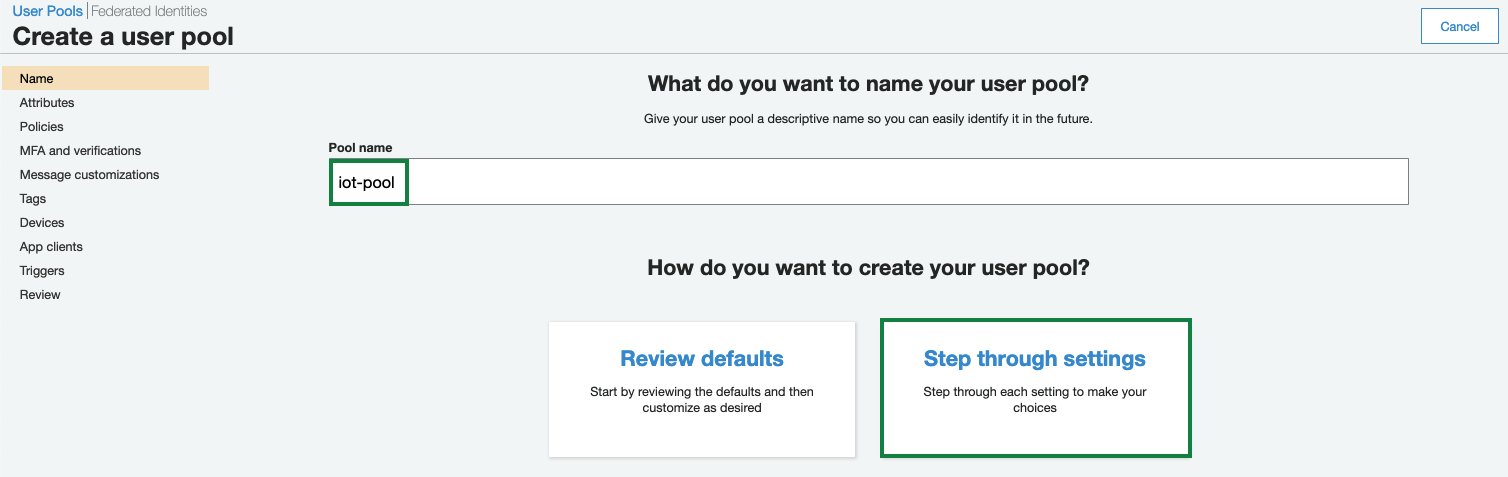 User Pools | Federated Identities
Create a user pool
Cancel
Name
Attributes
Policies
MFA and verifications
Message customizations
Tags
Devices
App clients
Triggers
Review
What do you want to name your user pool?
Give your user pool a descriptive name so you can easily identify it in the future.
Pool name
iot-pool
How do you want to create your user pool?
Review defaults
Start by reviewing the defaults and then
customize as desired
Step through settings
Step through each setting to make your
choices